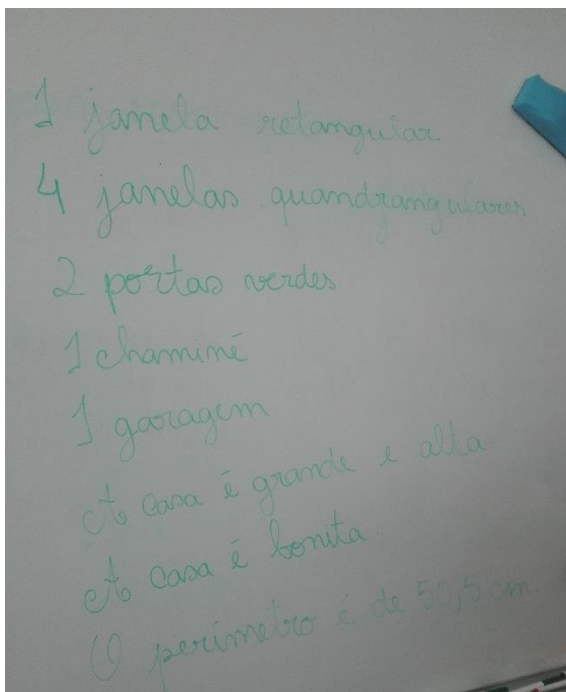 1 janela retangular
4 janelas quandrangulares
2 portas verdes
1 chaminé
1 garagem
A casa é grande e alta
A casa é bonita
O perímetro é de 50,5 cm